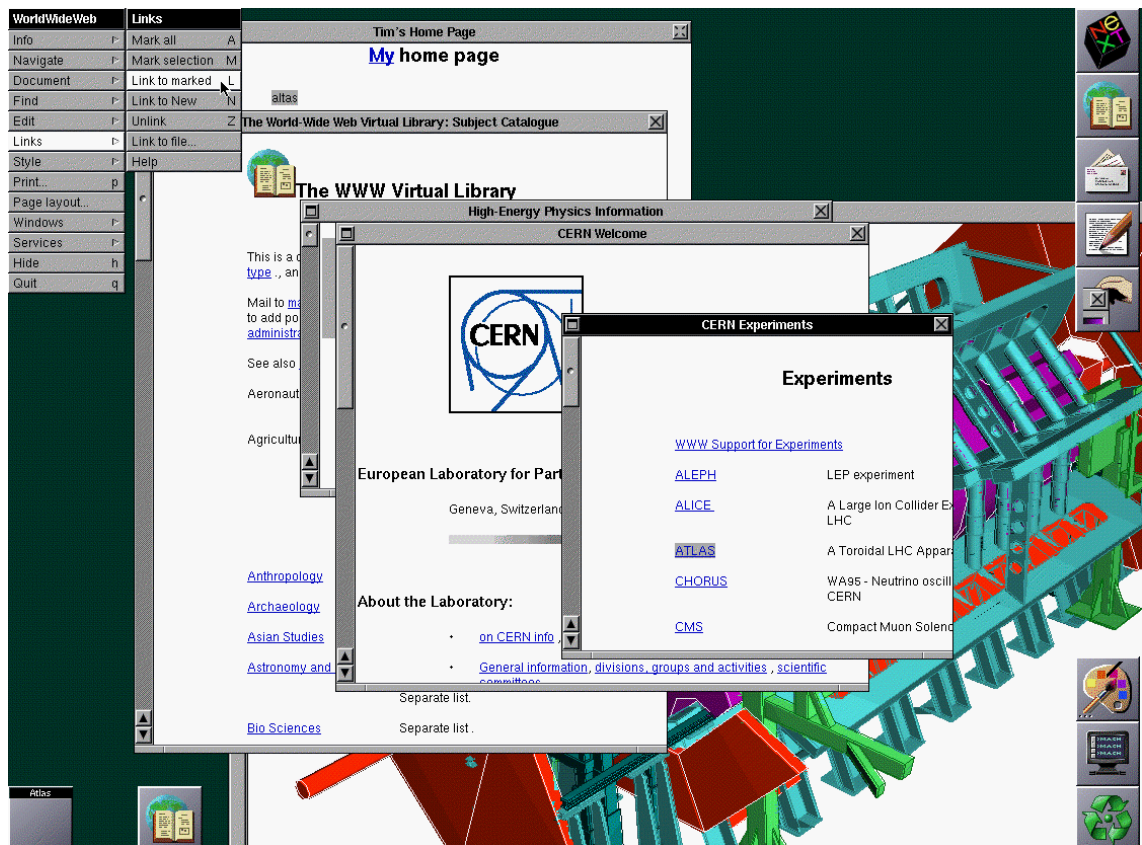 WorldWideWeb
Info
Navigate
Document
Find
Edit
Links
Style
Print... p
Page layout...
Windows
Services
Hide h
Quit q
Links
Mark all A
Mark selection M
Link to marked L
Link to New N
Unlink Z
Link to file...
Help
Tim's Home Page
My home page
altas
The World-Wide Web Virtual Library: Subject Catalogue
The WWW Virtual Library
This is a
type ., an
Mail to
to add po
administra
See also
Aeronaut
Agricultu
Anthropology
Archaeology
Asian Studies
Astronomy and
Separate list.
Bio Sciences Separate list .
High-Energy Physics Information
CERN Welcome
CERN
European Laboratory for Part
Geneva, Switzerland
About the Laboratory:
• on CERN info ,
• General information, divisions, groups and activities , scientific
committees
CERN Experiments
Experiments
WWW Support for Experiments
ALEPH LEP experiment
ALICE A Large Ion Collider Ex
LHC
ATLAS A Toroidal LHC Appara
CHORUS WA95 - Neutrino oscill
CERN
CMS Compact Muon Soleno
NeXT
Atlas